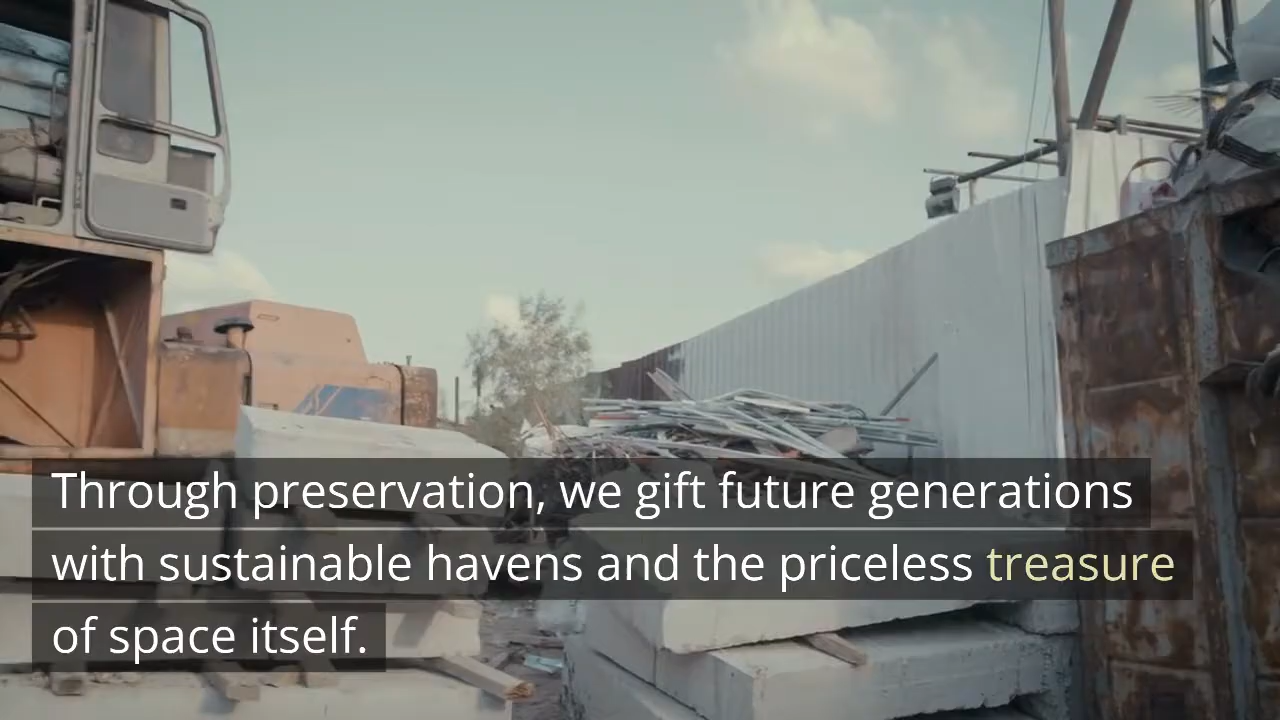 Through preservation, we gift future generations
with sustainable havens and the priceless treasure
of space itself.